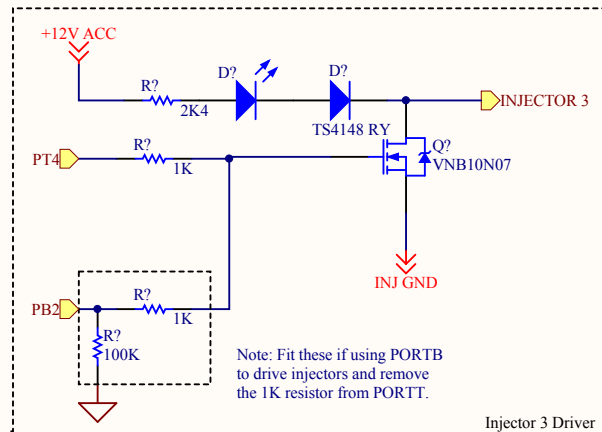 +12V ACC
R?
2K4
D?
D?
TS4148 RY
INJECTOR 3
PT4
R?
1K
Q?
VNB10N07
INJ GND
PB2
R?
1K
R?
100K
Note: Fit these if using PORTB
to drive injectors and remove
the 1K resistor from PORTT.
Injector 3 Driver